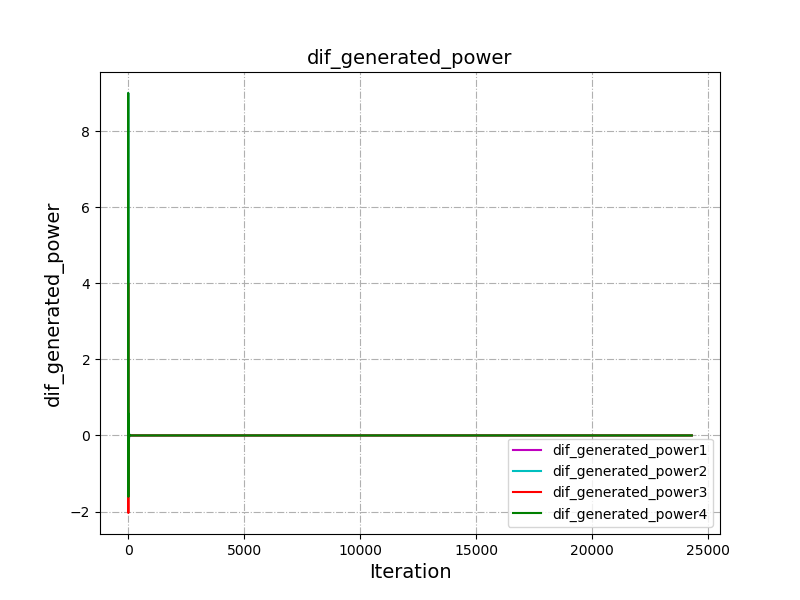 dif_generated_power
8
6
4
2
0
−2
dif_generated_power
dif_generated_power1
dif_generated_power2
dif_generated_power3
dif_generated_power4
0 5000 10000 15000 20000 25000
Iteration